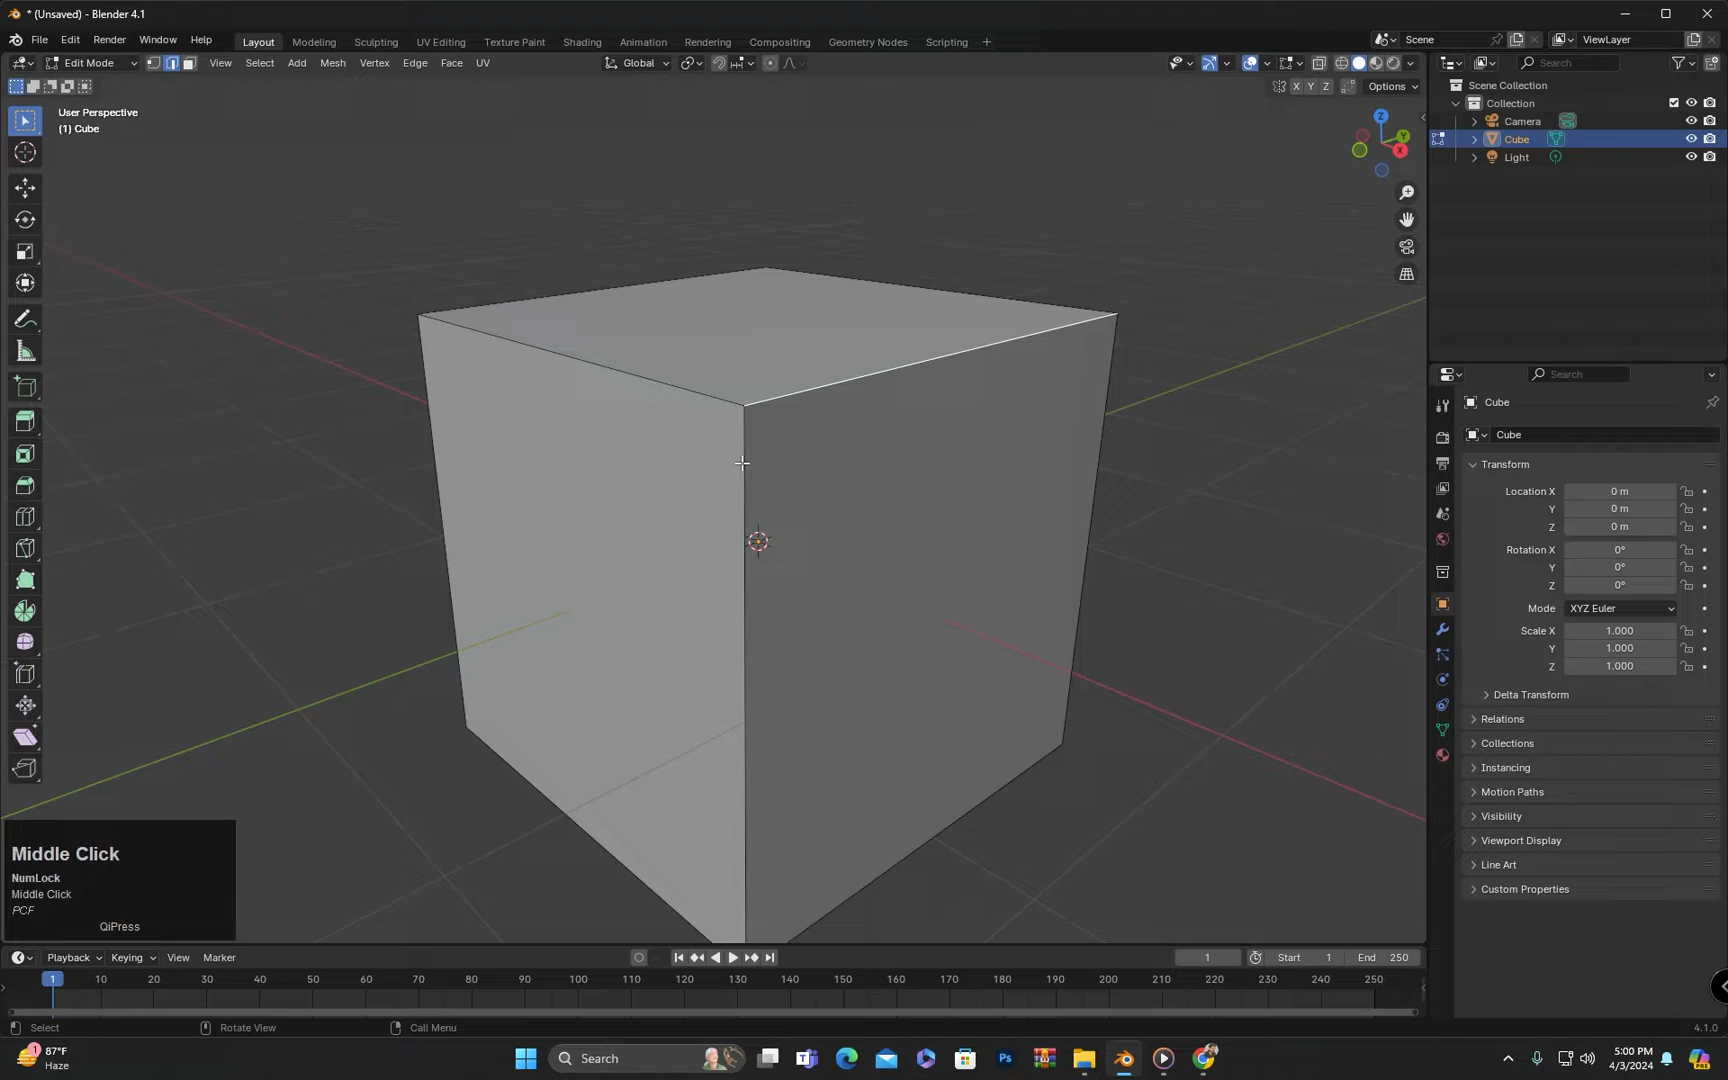 * (Unsaved) - Blender 4.1
File Edit Render Window Help
Layout Modeling Sculpting UV Editing Texture Paint Shading Animation Rendering Compositing Geometry Nodes Scripting +
Scene
ViewLayer
Edit Mode
View Select Add Mesh Vertex Edge Face UV
Global
Search
X Y Z
Options
User Perspective
(1) Cube
Z
Y
X
Scene Collection
Collection
Camera
Cube
Light
Search
Cube
Cube
Transform
Location X 0 m
Y 0 m
Z 0 m
Rotation X 0°
Y 0°
Z 0°
Mode XYZ Euler
Scale X 1.000
Y 1.000
Z 1.000
Delta Transform
Relations
Collections
Instancing
Motion Paths
Visibility
Viewport Display
Line Art
Custom Properties
Middle Click
NumLock
Middle Click
PCF
QiPress
Playback Keying View Marker
1 Start 1 End 250
1 10 20 30 40 50 60 70 80 90 100 110 120 130 140 150 160 170 180 190 200 210 220 230 240 250
Select Rotate View Call Menu 4.1.0
1
87°F
Haze
Search
Ps
5:00 PM
4/3/2024
PRE